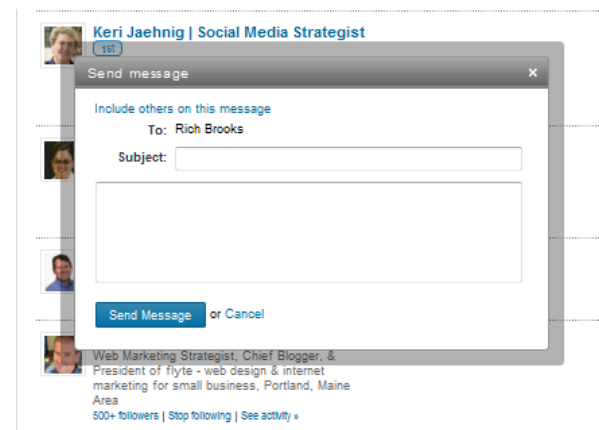 Keri Jaehnig | Social Media Strategist
1st
Send message ×
Include others on this message
To: Rich Brooks
Subject:
Send Message or Cancel
Web Marketing Strategist, Chief Blogger, &
President of flyte - web design & internet
marketing for small business, Portland, Maine
Area
500+ followers | Stop following | See activity »